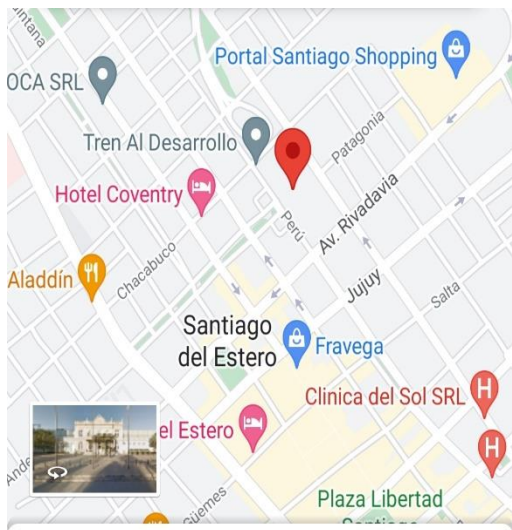 Portal Santiago Shopping
OCA SRL
Tren Al Desarrollo
Patagonia
Hotel Coventry
Perú
Av. Rivadavia
Chacabuco
Aladdín
Jujuy
Salta
Santiago
del Estero
Fravega
Clinica del Sol SRL
H
el Estero
H
Güemes
Plaza Libertad
Santiago